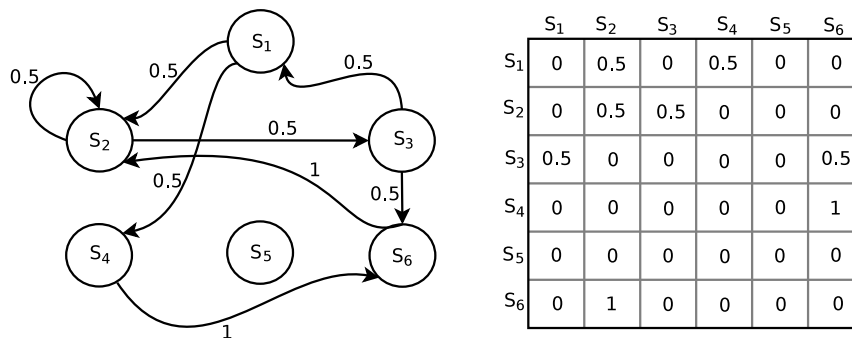 S1
0.5
0.5
0.5
S2
0.5
S3
0.5
1
0.5
S4
S5
S6
1
S1 S2 S3 S4 S5 S6
S1 0 0.5 0 0.5 0 0
S2 0 0.5 0.5 0 0 0
S3 0.5 0 0 0 0 0.5
S4 0 0 0 0 0 1
S5 0 0 0 0 0 0
S6 0 1 0 0 0 0